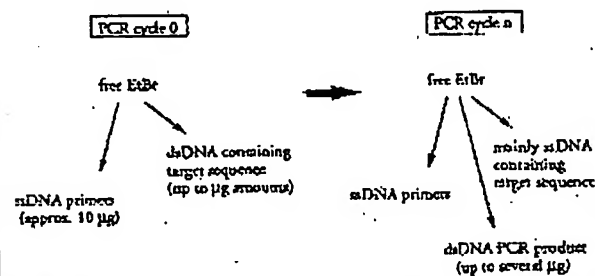 PCR cycle 0
free EtBr
ssDNA primers
(approx. 10 µg)
dsDNA containing
target sequence
(up to µg amounts)
PCR cycle n
free EtBr
ssDNA primers
mainly ssDNA
containing
target sequence
dsDNA PCR product
(up to several µg)